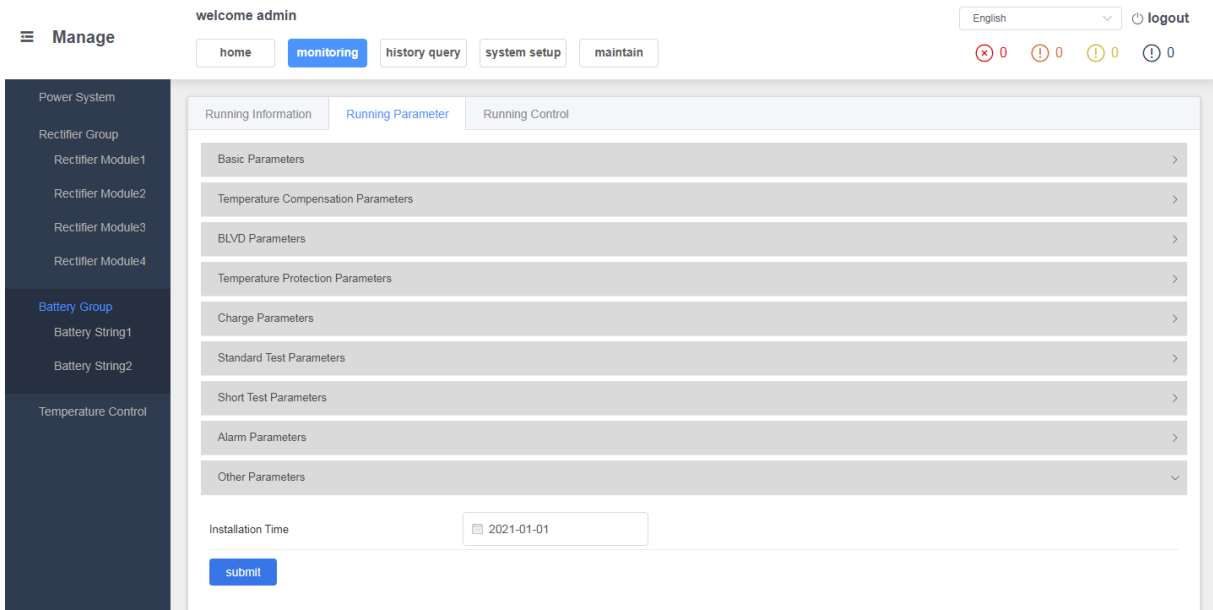 welcome admin
English
logout
Manage
home
monitoring
history query
system setup
maintain
0
0
0
0
Power System
Rectifier Group
Rectifier Module1
Rectifier Module2
Rectifier Module3
Rectifier Module4
Battery Group
Battery String1
Battery String2
Temperature Control
Running Information
Running Parameter
Running Control
Basic Parameters
Temperature Compensation Parameters
BLVD Parameters
Temperature Protection Parameters
Charge Parameters
Standard Test Parameters
Short Test Parameters
Alarm Parameters
Other Parameters
Installation Time
2021-01-01
submit